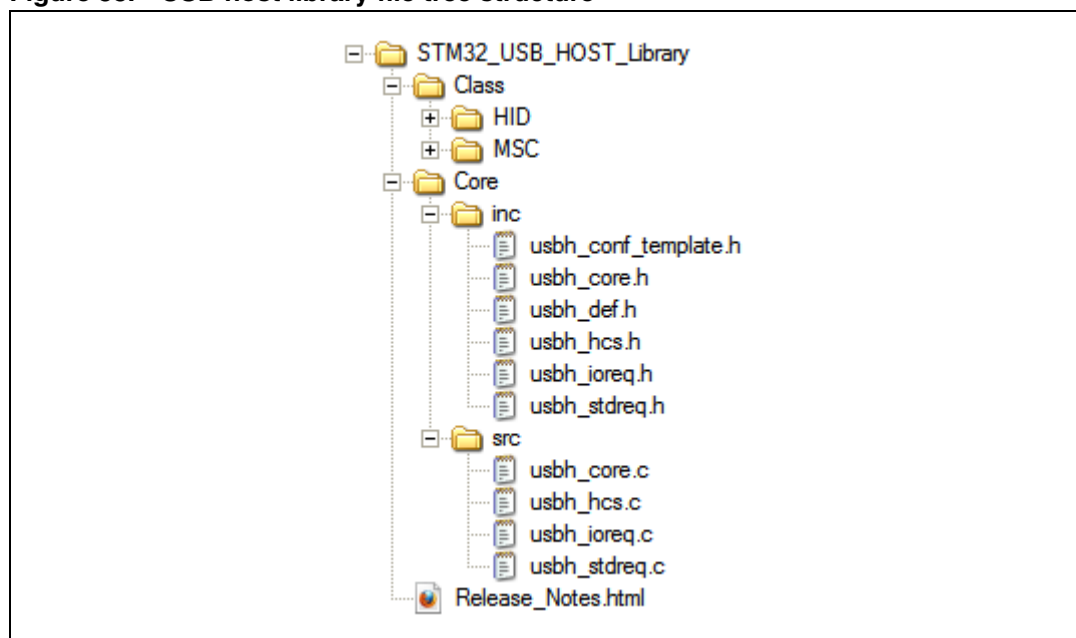 STM32_USB_HOST_Library
Class
HID
MSC
Core
inc
usbh_conf_template.h
usbh_core.h
usbh_def.h
usbh_hcs.h
usbh_ioreq.h
usbh_stdreq.h
src
usbh_core.c
usbh_hcs.c
usbh_ioreq.c
usbh_stdreq.c
Release_Notes.html